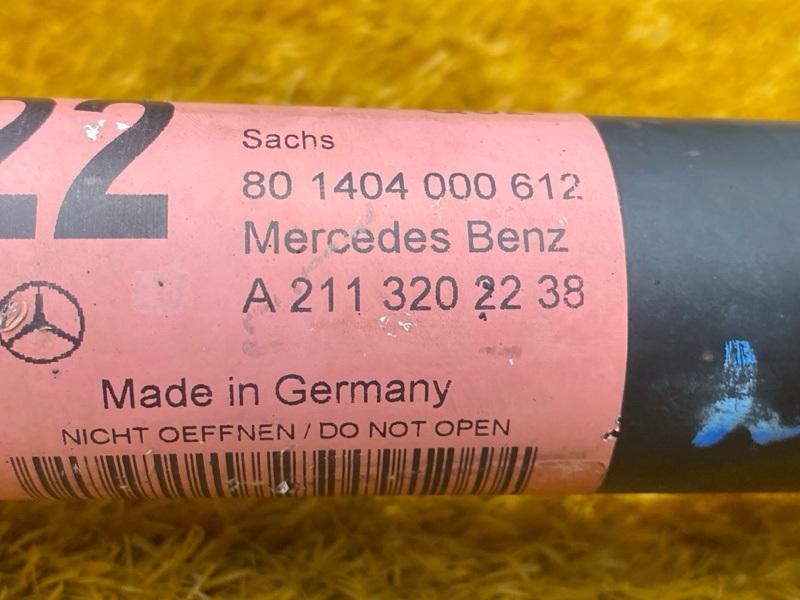 22
Sachs
80 1404 000 612
Mercedes Benz
A 211 320 22 38
Made in Germany
NICHT OEFFNEN / DO NOT OPEN